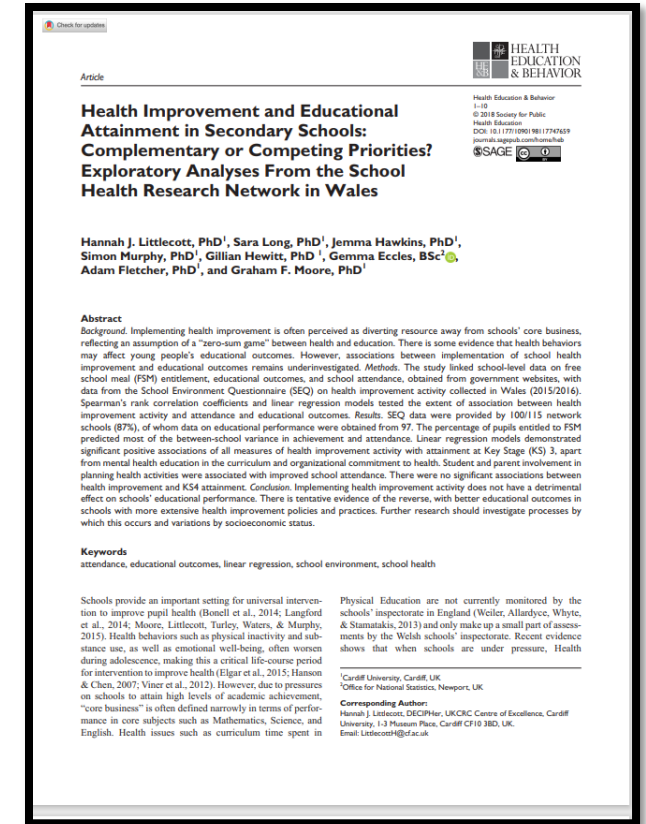 Check for updates
HEALTH
EDUCATION
& BEHAVIOR
HE
&B
Article
Health Education & Behavior
1–10
© 2018 Society for Public
Health Education
DOI: 10.1177/1090198117747659
journals.sagepub.com/home/heb
SAGE
Health Improvement and Educational
Attainment in Secondary Schools:
Complementary or Competing Priorities?
Exploratory Analyses From the School
Health Research Network in Wales
Hannah J. Littlecott, PhD¹, Sara Long, PhD¹, Jemma Hawkins, PhD¹,
Simon Murphy, PhD¹, Gillian Hewitt, PhD ¹, Gemma Eccles, BSc²,
Adam Fletcher, PhD¹, and Graham F. Moore, PhD¹
Abstract
Background. Implementing health improvement is often perceived as diverting resource away from schools' core business,
reflecting an assumption of a "zero-sum game" between health and education. There is some evidence that health behaviors
may affect young people's educational outcomes. However, associations between implementation of school health
improvement and educational outcomes remains underinvestigated. Methods. The study linked school-level data on free
school meal (FSM) entitlement, educational outcomes, and school attendance, obtained from government websites, with
data from the School Environment Questionnaire (SEQ) on health improvement activity collected in Wales (2015/2016).
Spearman's rank correlation coefficients and linear regression models tested the extent of association between health
improvement activity and attendance and educational outcomes. Results. SEQ data were provided by 100/115 network
schools (87%), of whom data on educational performance were obtained from 97. The percentage of pupils entitled to FSM
predicted most of the between-school variance in achievement and attendance. Linear regression models demonstrated
significant positive associations of all measures of health improvement activity with attainment at Key Stage (KS) 3, apart
from mental health education in the curriculum and organizational commitment to health. Student and parent involvement in
planning health activities were associated with improved school attendance. There were no significant associations between
health improvement and KS4 attainment. Conclusion. Implementing health improvement activity does not have a detrimental
effect on schools' educational performance. There is tentative evidence of the reverse, with better educational outcomes in
schools with more extensive health improvement policies and practices. Further research should investigate processes by
which this occurs and variations by socioeconomic status.
Keywords
attendance, educational outcomes, linear regression, school environment, school health
Schools provide an important setting for universal interven-
tion to improve pupil health (Bonell et al., 2014; Langford
et al., 2014; Moore, Littlecott, Turley, Waters, & Murphy,
2015). Health behaviors such as physical inactivity and sub-
stance use, as well as emotional well-being, often worsen
during adolescence, making this a critical life-course period
for intervention to improve health (Elgar et al., 2015; Hanson
& Chen, 2007; Viner et al., 2012). However, due to pressures
on schools to attain high levels of academic achievement,
"core business" is often defined narrowly in terms of perfor-
mance in core subjects such as Mathematics, Science, and
English. Health issues such as curriculum time spent in
Physical Education are not currently monitored by the
schools' inspectorate in England (Weiler, Allardyce, Whyte,
& Stamatakis, 2013) and only make up a small part of assess-
ments by the Welsh schools' inspectorate. Recent evidence
shows that when schools are under pressure, Health
¹Cardiff University, Cardiff, UK
²Office for National Statistics, Newport, UK
Corresponding Author:
Hannah J. Littlecott, DECIPHer, UKCRC Centre of Excellence, Cardiff
University, 1-3 Museum Place, Cardiff CF10 3BD, UK.
Email: LittlecottH@cf.ac.uk